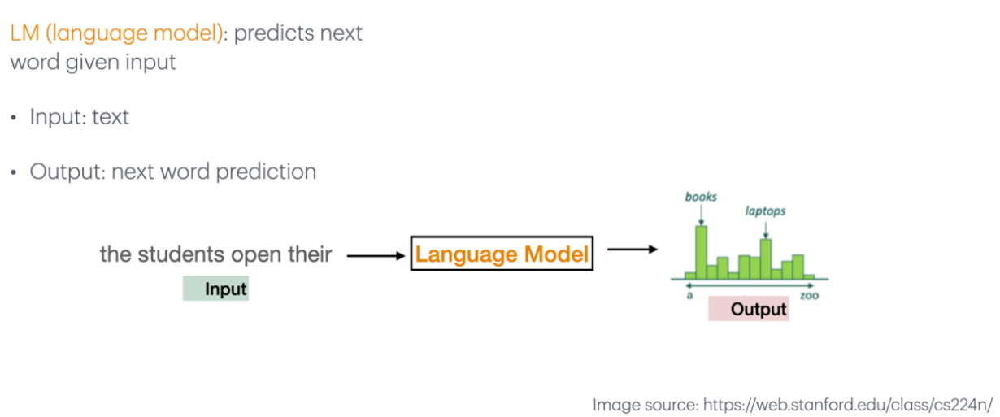 LM (language model): predicts next
word given input
• Input: text
• Output: next word prediction
books
laptops
the students open their
Language Model
Input
a
zoo
Output
Image source: https://web.stanford.edu/class/cs224n/